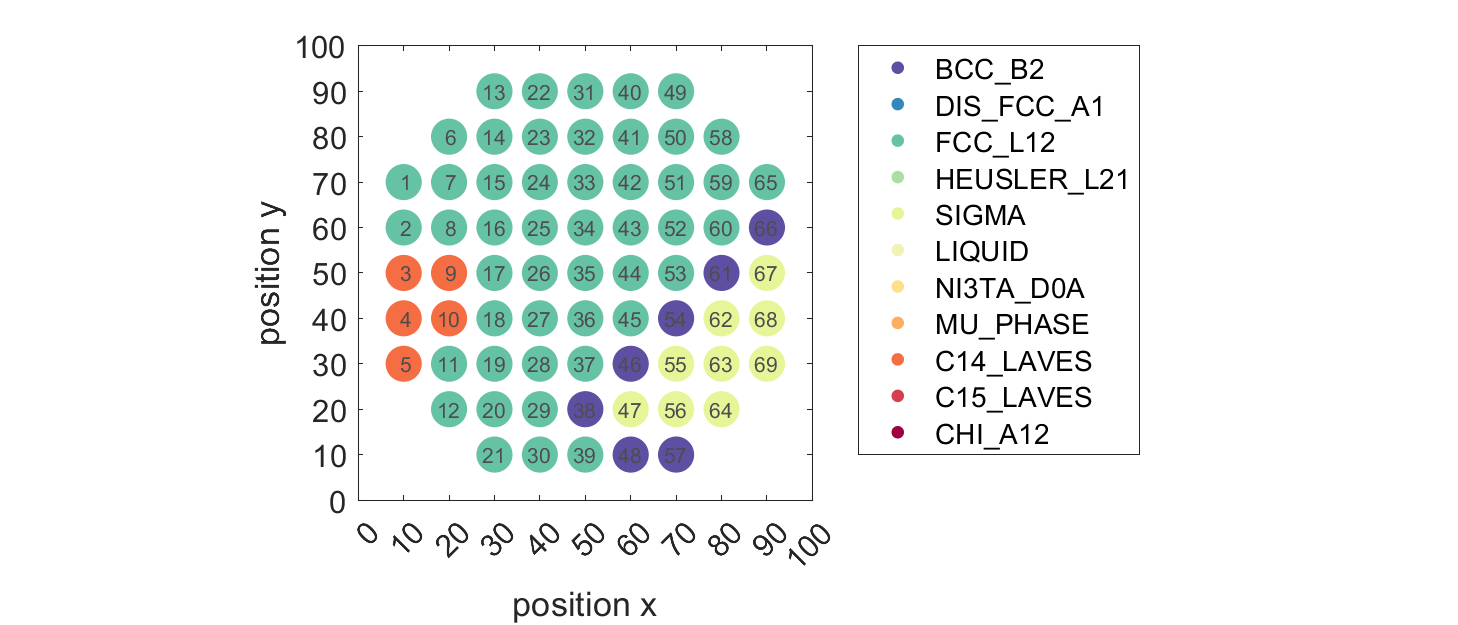 100
90
80
70
60
50
40
30
20
10
0
13 22 31 40 49
6 14 23 32 41 50 58
1 7 15 24 33 42 51 59 65
2 8 16 25 34 43 52 60 66
3 9 17 26 35 44 53 61 67
4 10 18 27 36 45 54 62 68
5 11 19 28 37 46 55 63 69
12 20 29 38 47 56 64
21 30 39 48 57
0 10 20 30 40 50 60 70 80 90 100
position x
position y
BCC_B2
DIS_FCC_A1
FCC_L12
HEUSLER_L21
SIGMA
LIQUID
NI3TA_D0A
MU_PHASE
C14_LAVES
C15_LAVES
CHI_A12